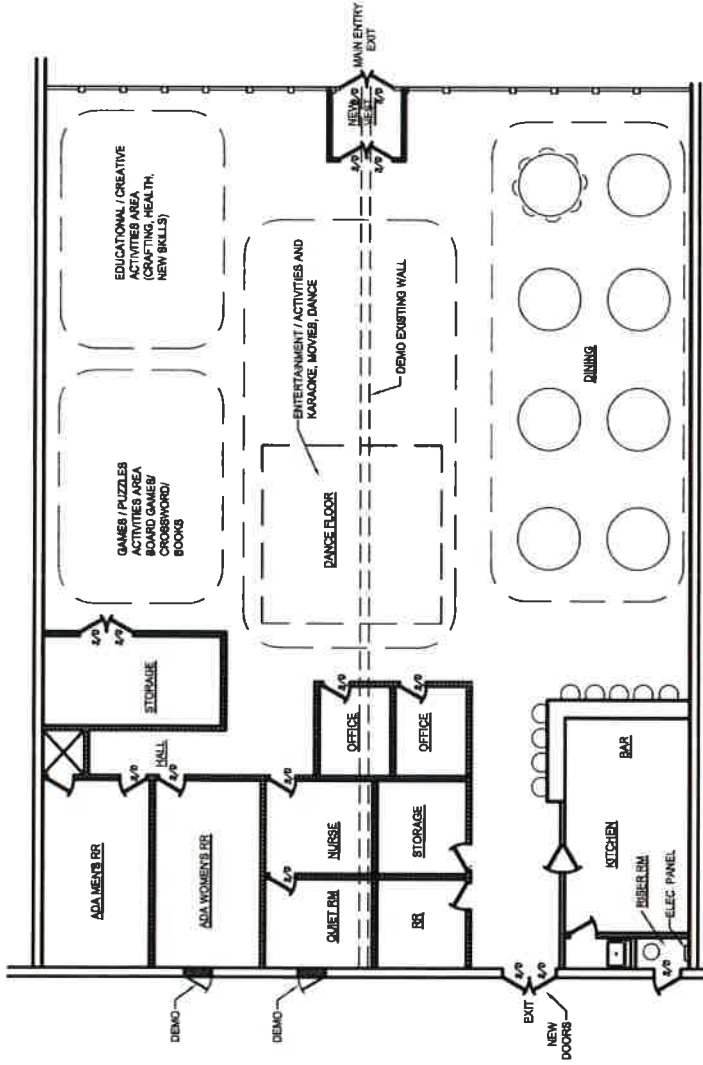 MAIN ENTRY
EXIT
NEW
VEST
EDUCATIONAL / CREATIVE
ACTIVITIES AREA
(CRAFTING, HEALTH,
NEW SKILLS)
GAMES / PUZZLES
ACTIVITIES AREA
BOARD GAMES/
CROSSWORD/
BOOKS
ENTERTAINMENT / ACTIVITIES AND
KARAOKE, MOVIES, DANCE
DEMO EXISTING WALL
DANCE FLOOR
DINING
STORAGE
HALL
OFFICE
OFFICE
ADA MEN'S RR
ADA WOMEN'S RR
NURSE
QUIET RM
STORAGE
RR
BAR
KITCHEN
RISER RM
ELEC. PANEL
DEMO
DEMO
EXIT
NEW
DOORS